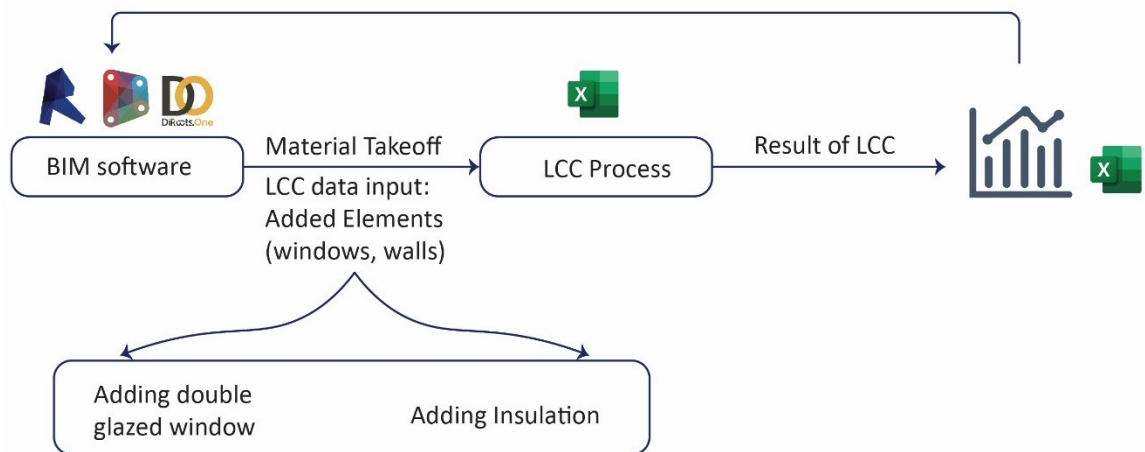 DiRoots.One
BIM software
Material Takeoff
LCC data input:
Added Elements
(windows, walls)
X
LCC Process
Result of LCC
X
Adding double
glazed window
Adding Insulation